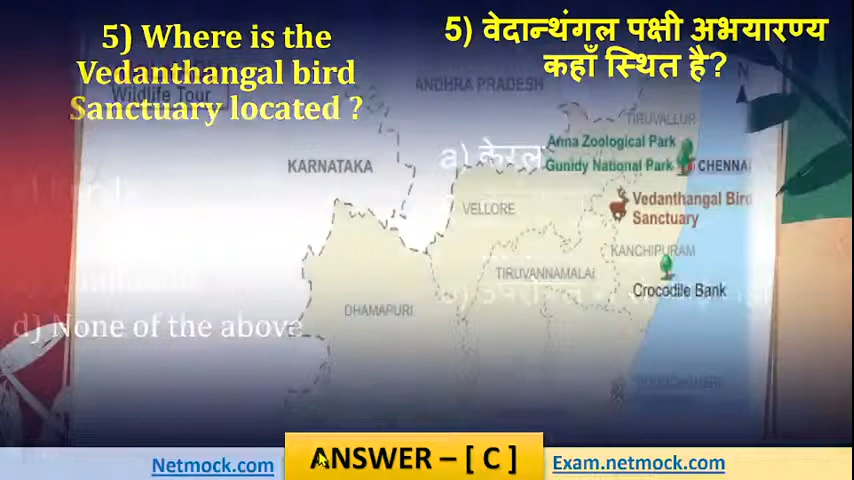 5) Where is the
Vedanthangal bird
Sanctuary located ?
5) वेदान्थंगल पक्षी अभयारण्य
कहाँ स्थित है?
Wildlife Tour
ANDHRA PRADESH
N
TIRUVALLUR
a) केरल
Anna Zoological Park
Gunidy National Park
CHENNAI
KARNATAKA
VELLORE
Vedanthangal Bird
Sanctuary
KANCHIPURAM
TIRUVANNAMALAI
Crocodile Bank
DHAMAPURI
d) None of the above
Netmock.com
ANSWER – [ C ]
Exam.netmock.com